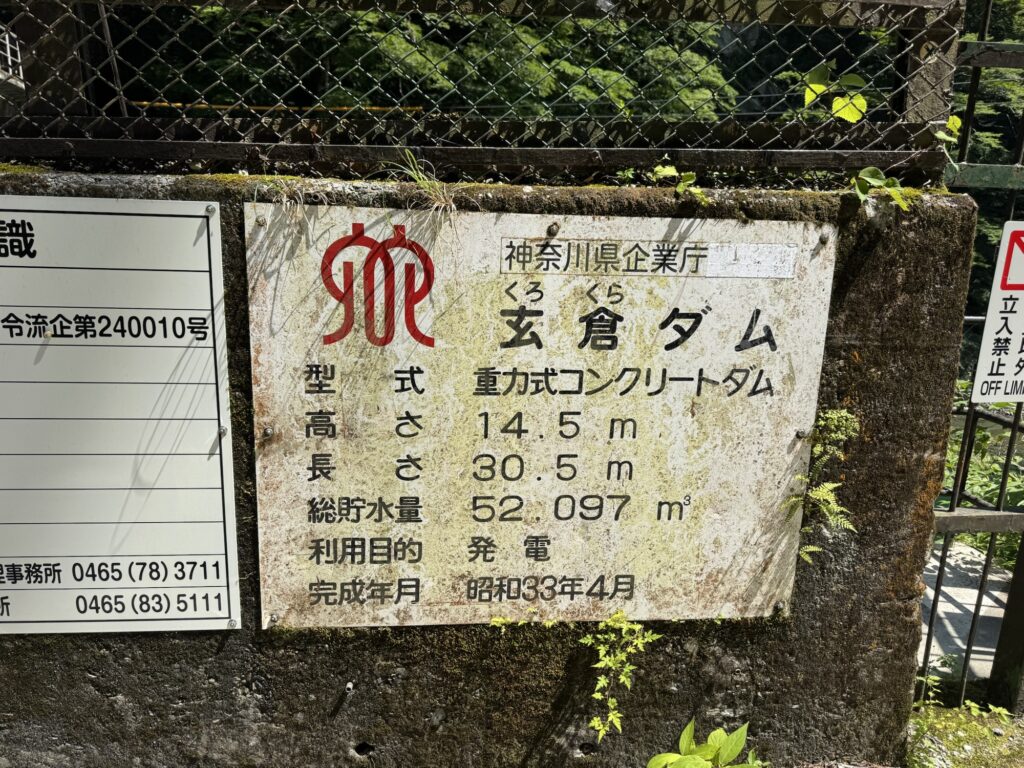 識
令流企第240010号
理事務所 0465(78)3711
所 0465(83)5111
神奈川県企業庁
くろ くら
玄倉ダム
型式 重力式コンクリートダム
高さ 14.5 m
長さ 30.5 m
総貯水量 52.097 m³
利用目的 発電
完成年月 昭和33年4月
立入禁止
OFF LIM